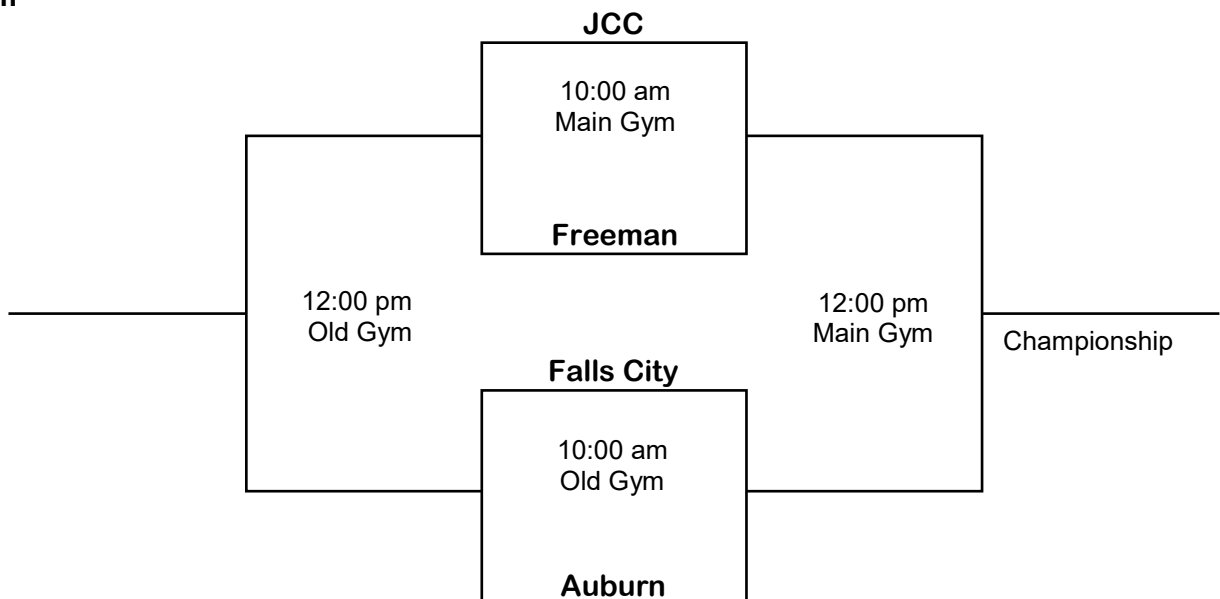 JCC
10:00 am
Main Gym
Freeman
12:00 pm
Old Gym
12:00 pm
Main Gym
Championship
Falls City
10:00 am
Old Gym
Auburn